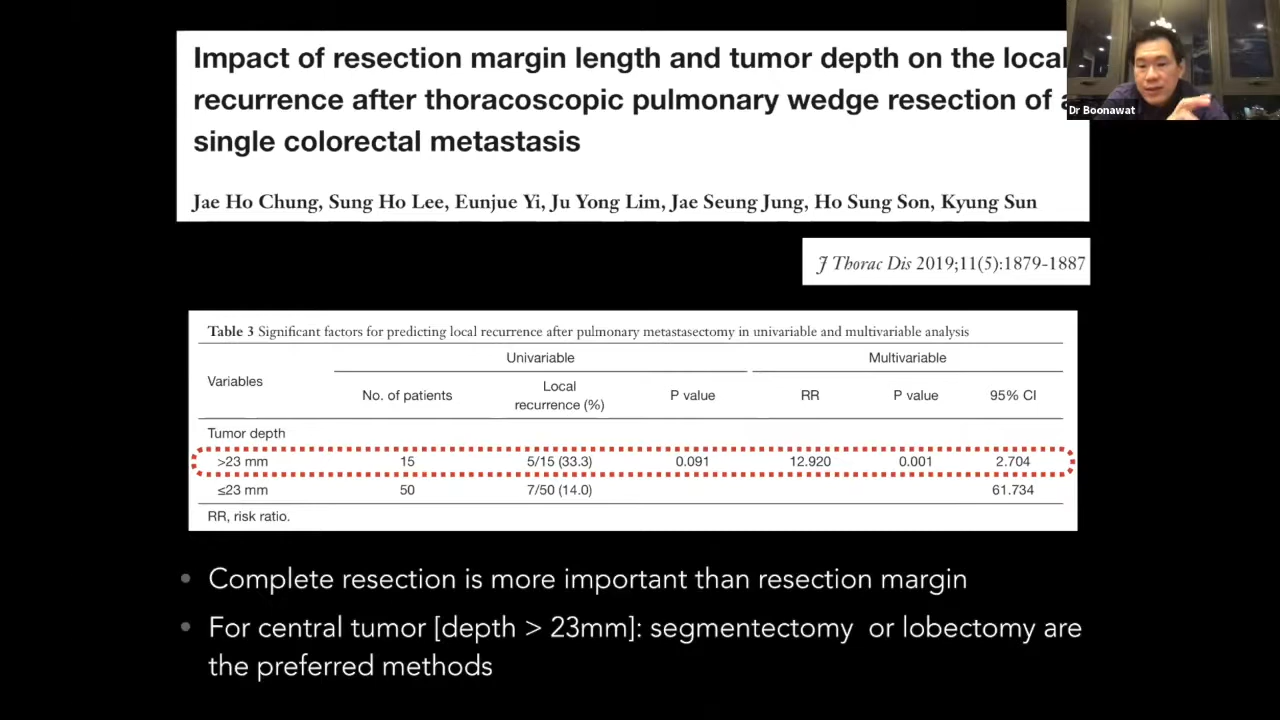 Impact of resection margin length and tumor depth on the local
recurrence after thoracoscopic pulmonary wedge resection of a
single colorectal metastasis
Dr Boonawat
Jae Ho Chung, Sung Ho Lee, Eunjue Yi, Ju Yong Lim, Jae Seung Jung, Ho Sung Son, Kyung Sun
J Thorac Dis 2019;11(5):1879-1887
Table 3 Significant factors for predicting local recurrence after pulmonary metastasectomy in univariable and multivariable analysis
Variables Univariable Multivariable
No. of patients Local recurrence (%) P value RR P value 95% CI
Tumor depth
>23 mm 15 5/15 (33.3) 0.091 12.920 0.001 2.704
≤23 mm 50 7/50 (14.0) 61.734
RR, risk ratio.
• Complete resection is more important than resection margin
• For central tumor [depth > 23mm]: segmentectomy or lobectomy are
the preferred methods